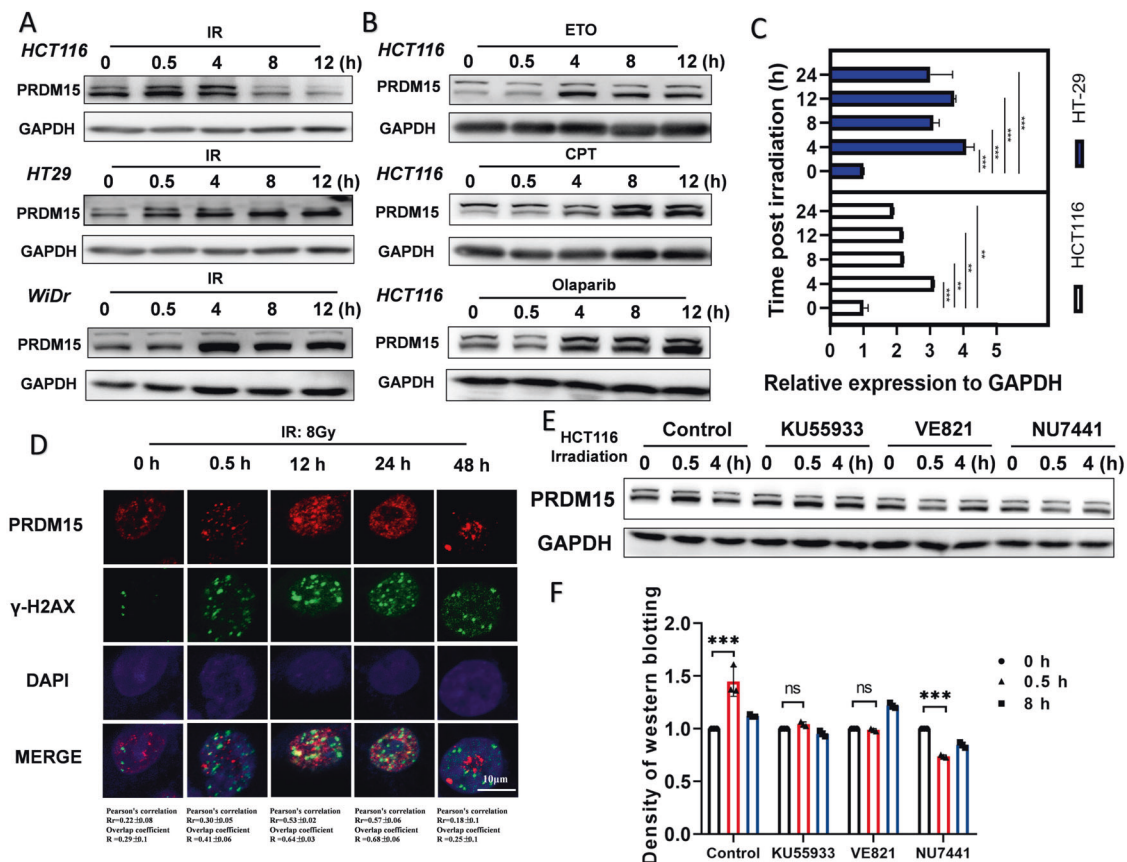 A
IR
HCT116
0 0.5 4 8 12 (h)
PRDM15
GAPDH
IR
HT29
0 0.5 4 8 12 (h)
PRDM15
GAPDH
IR
WiDr
0 0.5 4 8 12 (h)
PRDM15
GAPDH
B
ETO
HCT116
0 0.5 4 8 12 (h)
PRDM15
GAPDH
CPT
HCT116
0 0.5 4 8 12 (h)
PRDM15
GAPDH
Olaparib
HCT116
0 0.5 4 8 12 (h)
PRDM15
GAPDH
C
Time post irradiation (h)
24
12
8
4
0
*** *** *** ***
HT-29
24
12
8
4
0
*** ** ** **
HCT116
0 1 2 3 4 5
Relative expression to GAPDH
D
IR: 8Gy
0 h 0.5 h 12 h 24 h 48 h
PRDM15
γ-H2AX
DAPI
MERGE
10μm
Pearson's correlation Pearson's correlation Pearson's correlation Pearson's correlation Pearson's correlation
Rr=0.22±0.08 Rr=0.30±0.05 Rr=0.53±0.02 Rr=0.57±0.06 Rr=0.18±0.1
Overlap coefficient Overlap coefficient Overlap coefficient Overlap coefficient Overlap coefficient
R =0.29±0.1 R =0.41±0.06 R =0.64±0.03 R =0.68±0.06 R =0.25±0.1
E
HCT116
Irradiation
Control KU55933 VE821 NU7441
0 0.5 4 (h) 0 0.5 4 (h) 0 0.5 4 (h) 0 0.5 4 (h)
PRDM15
GAPDH
F
Density of western blotting
2.0
1.5
1.0
0.5
0.0
*** ns ns ***
0 h
0.5 h
8 h
Control KU55933 VE821 NU7441